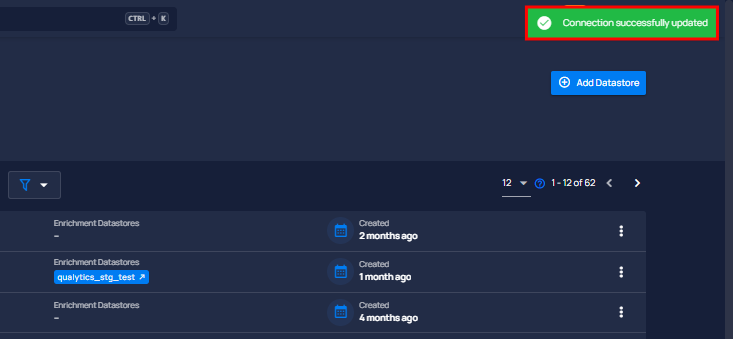 CTRL + K
Connection successfully updated
Add Datastore
12
1 - 12 of 62
Enrichment Datastores
–
Created
2 months ago
Enrichment Datastores
qualytics_stg_test
Created
1 month ago
Enrichment Datastores
–
Created
4 months ago